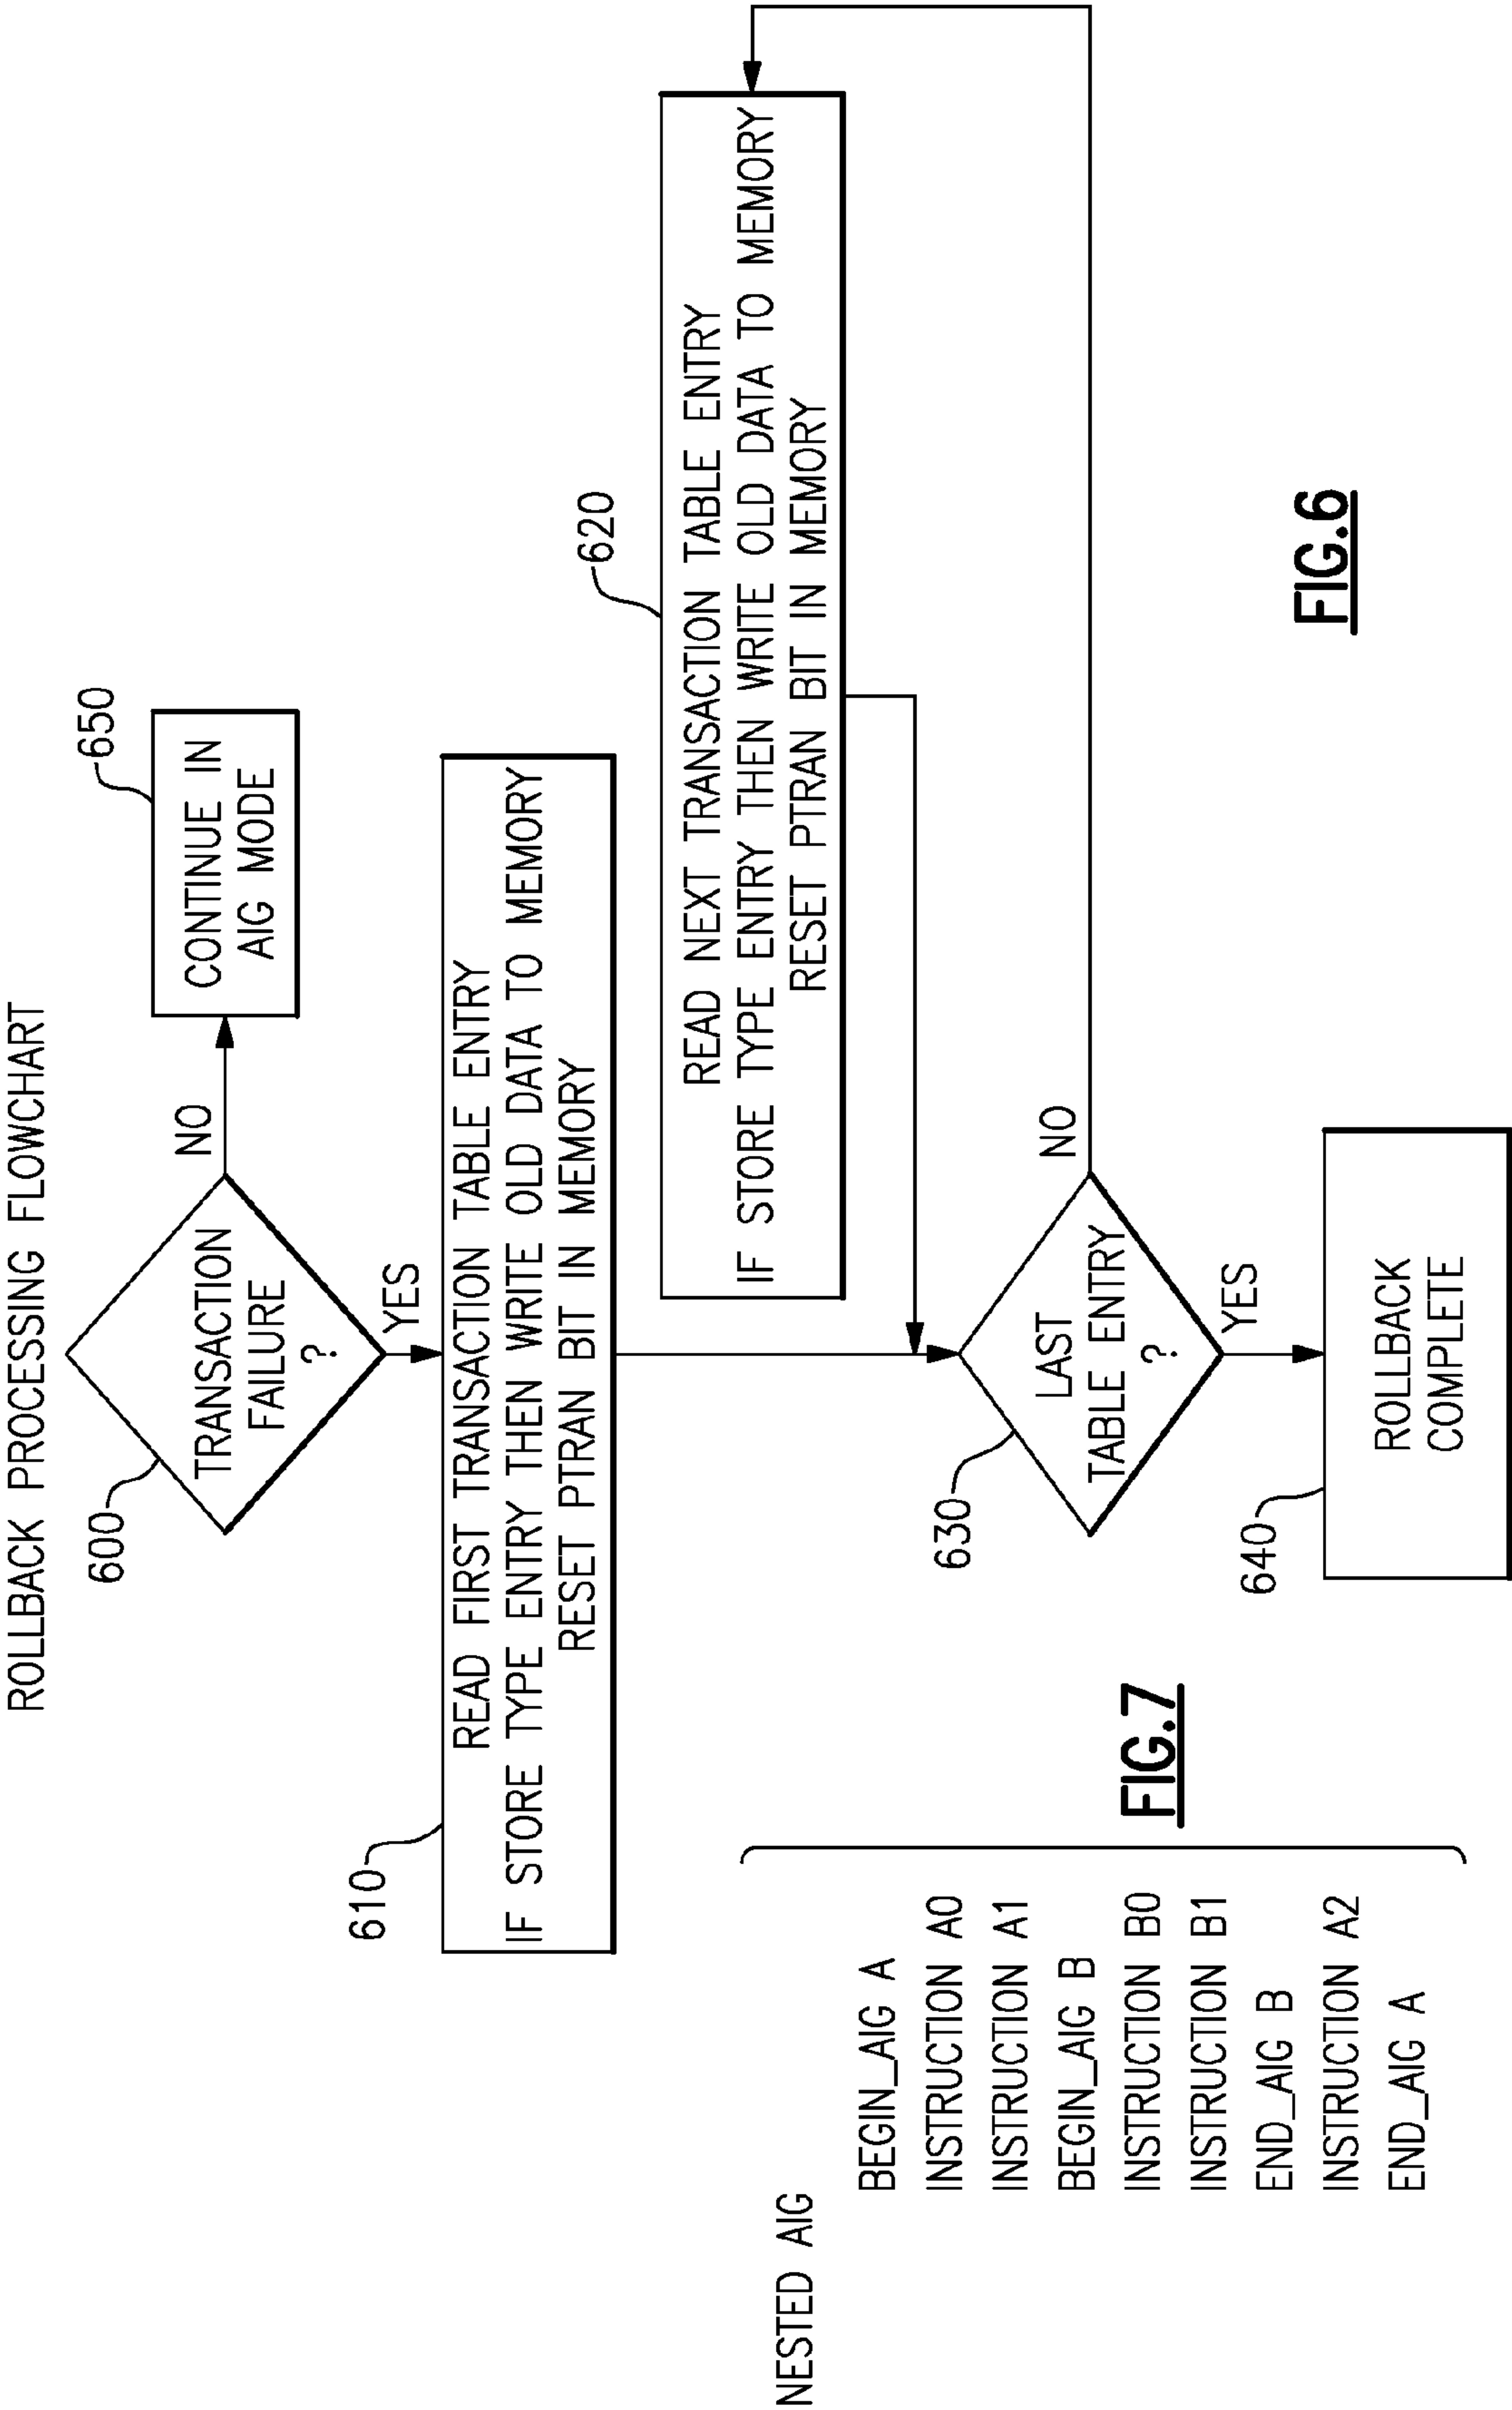 ROLLBACK PROCESSING FLOWCHART
600
TRANSACTION
FAILURE
?
NO
650
CONTINUE IN
AIG MODE
YES
610
READ FIRST TRANSACTION TABLE ENTRY
IF STORE TYPE ENTRY THEN WRITE OLD DATA TO MEMORY
RESET PTRAN BIT IN MEMORY
620
READ NEXT TRANSACTION TABLE ENTRY
IF STORE TYPE ENTRY THEN WRITE OLD DATA TO MEMORY
RESET PTRAN BIT IN MEMORY
630
LAST
TABLE ENTRY
?
NO
YES
640
ROLLBACK
COMPLETE
FIG.6
NESTED AIG
BEGIN_AIG A
INSTRUCTION A0
INSTRUCTION A1
BEGIN_AIG B
INSTRUCTION B0
INSTRUCTION B1
END_AIG B
INSTRUCTION A2
END_AIG A
FIG.7